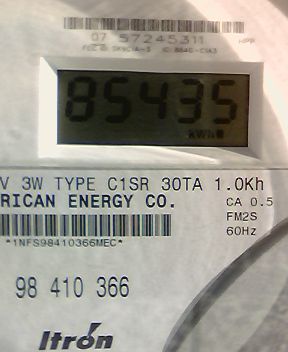 07 57245311
85435
kWh
V 3W TYPE C1SR 30TA 1.0Kh
RICAN ENERGY CO.
CA 0.5
FM2S
60Hz
*1NFS98410366MEC*
98 410 366
Itrón